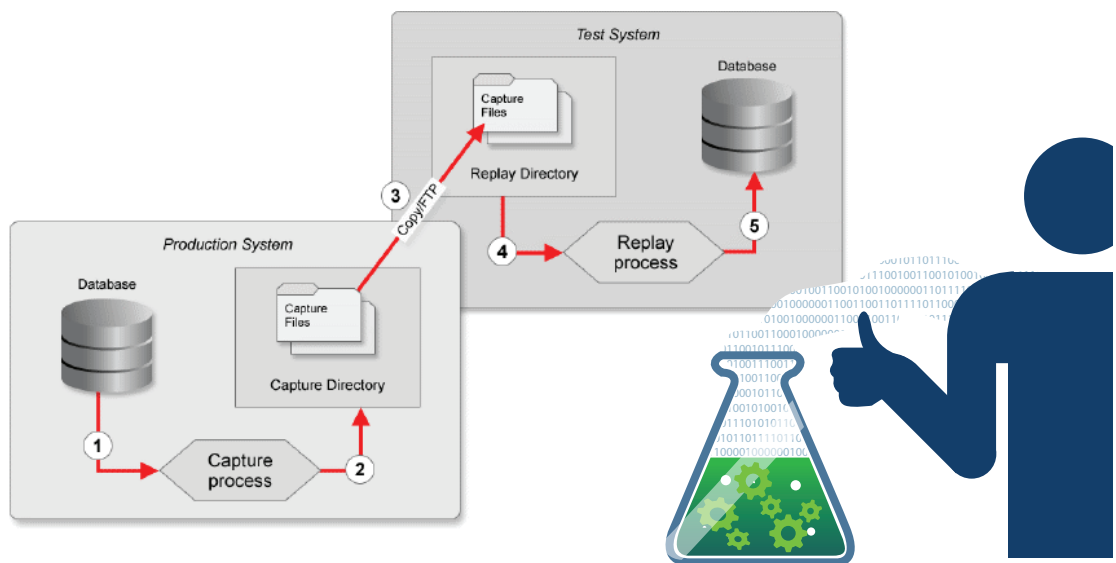 Test System
Database
Capture
Files
Replay Directory
3
Copy/FTP
4
Replay
process
5
Production System
Database
Capture
Files
Capture Directory
1
Capture
process
2